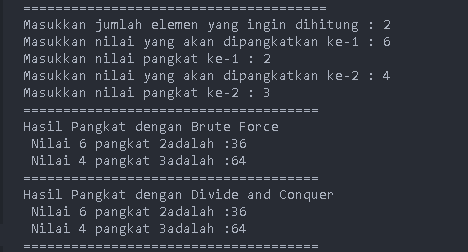 =====================================
Masukkan jumlah elemen yang ingin dihitung : 2
Masukkan nilai yang akan dipangkatkan ke-1 : 6
Masukkan nilai pangkat ke-1 : 2
Masukkan nilai yang akan dipangkatkan ke-2 : 4
Masukkan nilai pangkat ke-2 : 3
====================================
Hasil Pangkat dengan Brute Force
Nilai 6 pangkat 2adalah :36
Nilai 4 pangkat 3adalah :64
====================================
Hasil Pangkat dengan Divide and Conquer
Nilai 6 pangkat 2adalah :36
Nilai 4 pangkat 3adalah :64
====================================